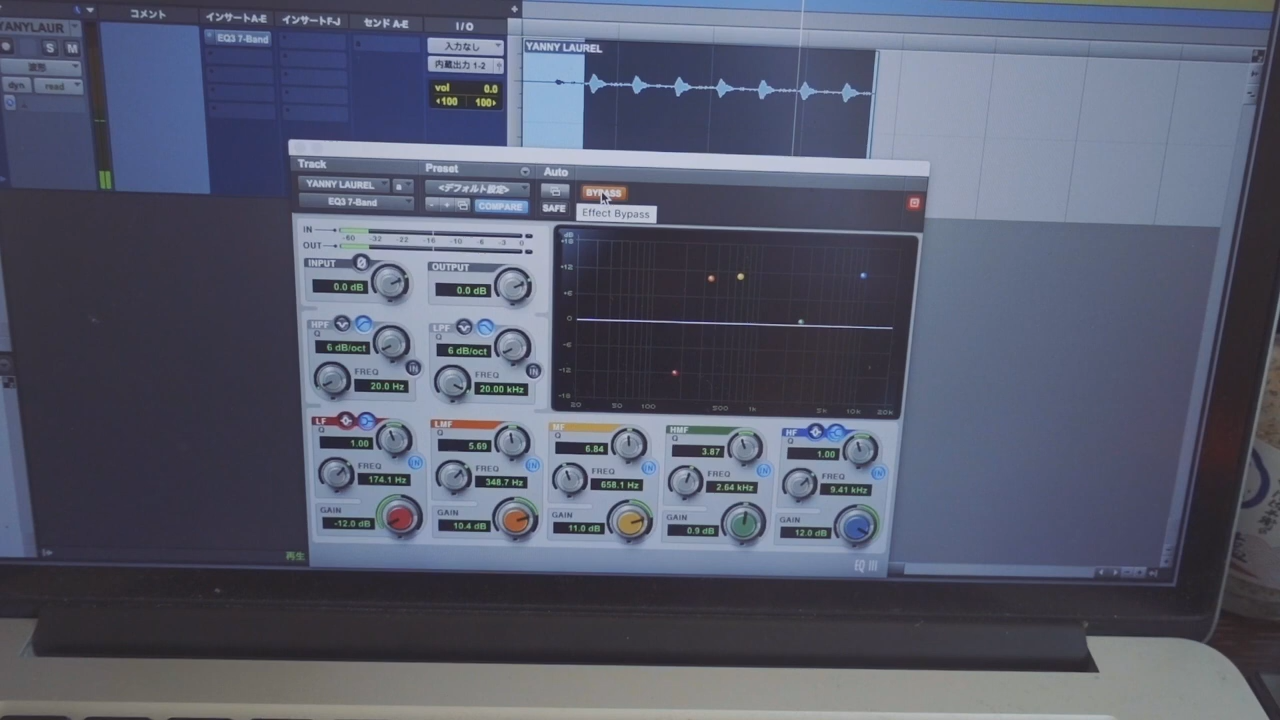 コメント
インサートA-E
インサートF-J
センド A-E
I/O
YANYLAUR
EQ3 7-Band
入力なし
S M
内蔵出力 1-2
波形
dyn read
vol 0.0
100 100
YANNY LAUREL
Track
Preset
Auto
YANNY LAUREL a
<デフォルト設定>
BYPASS
EQ3 7-Band
- +
COMPARE
SAFE
Effect Bypass
IN
-60 -32 -22 -16 -10 -6 -3 0
OUT
INPUT
0.0 dB
OUTPUT
0.0 dB
HPF
Q
6 dB/oct
IN
FREQ
20.0 Hz
LPF
Q
6 dB/oct
IN
FREQ
20.00 kHz
dB
+18
+12
+6
0
-6
-12
-18
20 50 100 500 1k 5k 10k 20k
LF
Q
1.00
IN
FREQ
174.1 Hz
GAIN
-12.0 dB
LMF
Q
5.69
IN
FREQ
348.7 Hz
GAIN
10.4 dB
MF
Q
6.84
IN
FREQ
658.1 Hz
GAIN
11.0 dB
HMF
Q
3.87
IN
FREQ
2.64 kHz
GAIN
0.9 dB
HF
Q
1.00
IN
FREQ
9.41 kHz
GAIN
12.0 dB
EQ III
再生